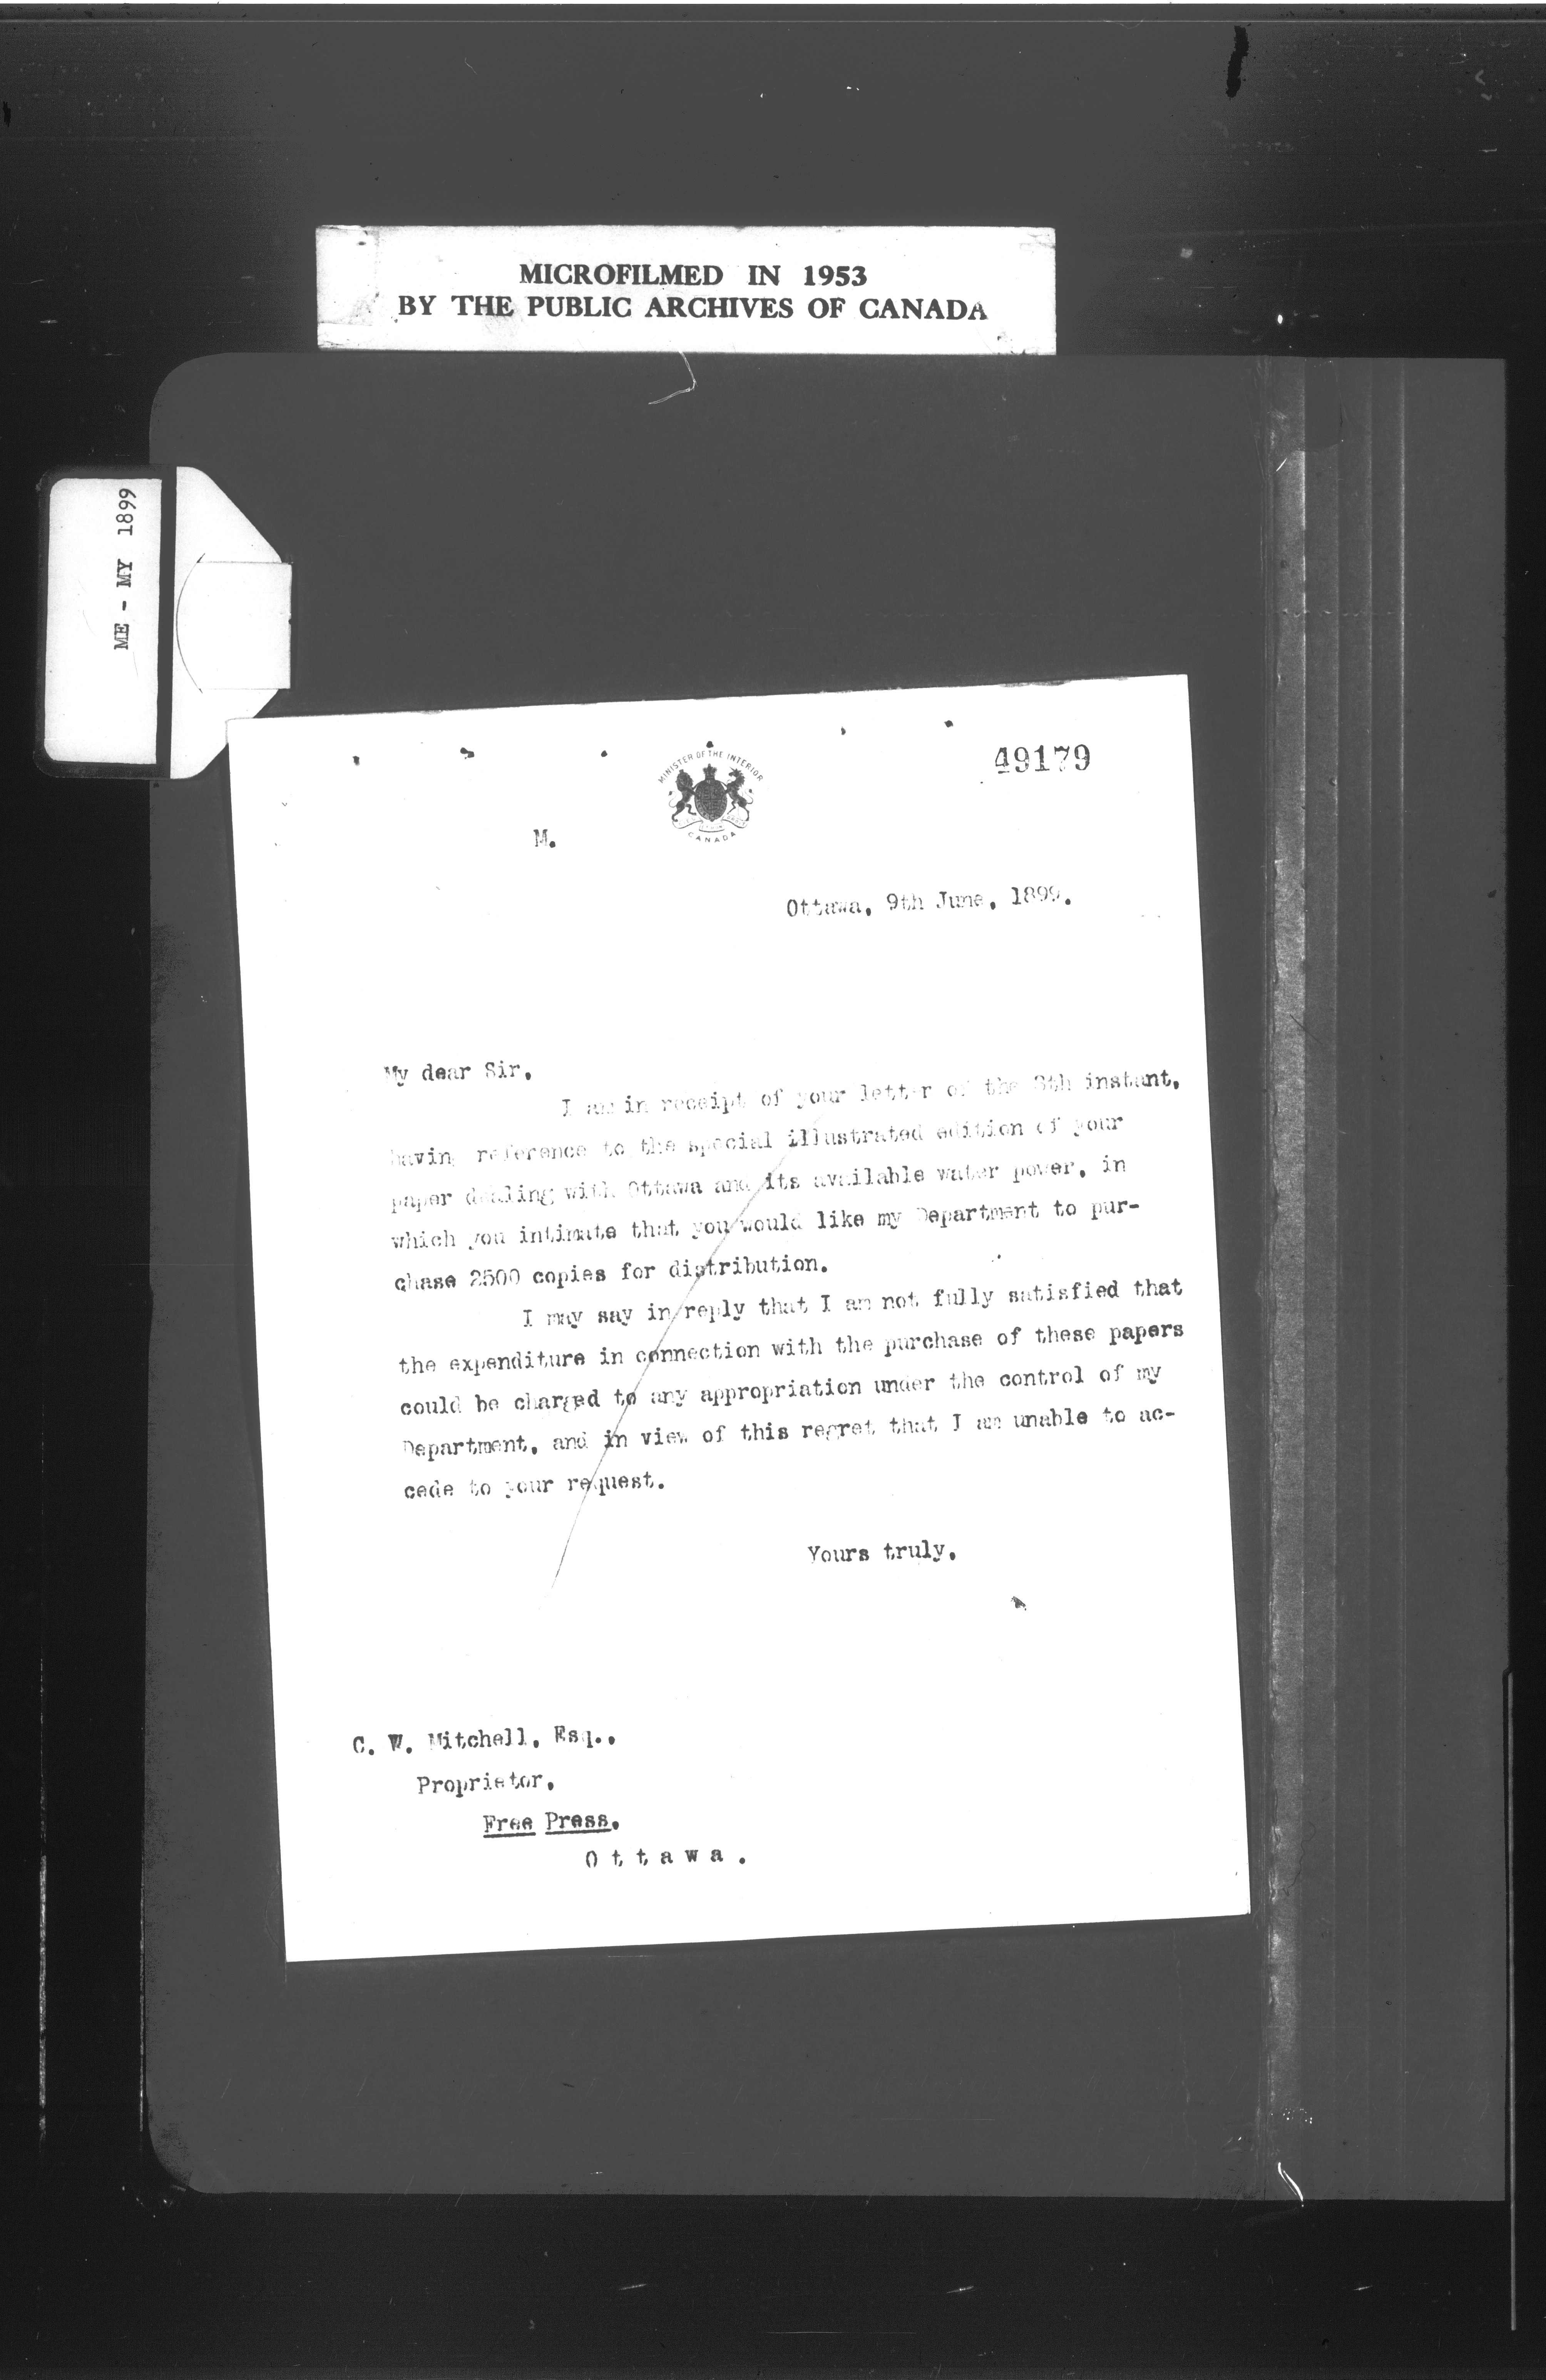 MICROFILMED IN 1953
BY THE PUBLIC ARCHIVES OF CANADA
ME - MY 1899
49179
MINISTER OF THE INTERIOR
CANADA
M.
Ottawa, 9th June, 1899.
My dear Sir,
I am in receipt of your letter of the 8th instant,
having reference to the special illustrated edition of your
paper dealing with Ottawa and its available water power, in
which you intimate that you would like my Department to pur-
chase 2500 copies for distribution.
I may say in reply that I am not fully satisfied that
the expenditure in connection with the purchase of these papers
could be charged to any appropriation under the control of my
Department, and in view of this regret that I am unable to ac-
cede to your request.
Yours truly,
C. W. Mitchell, Esq.,
Proprietor,
Free Press,
Ottawa.